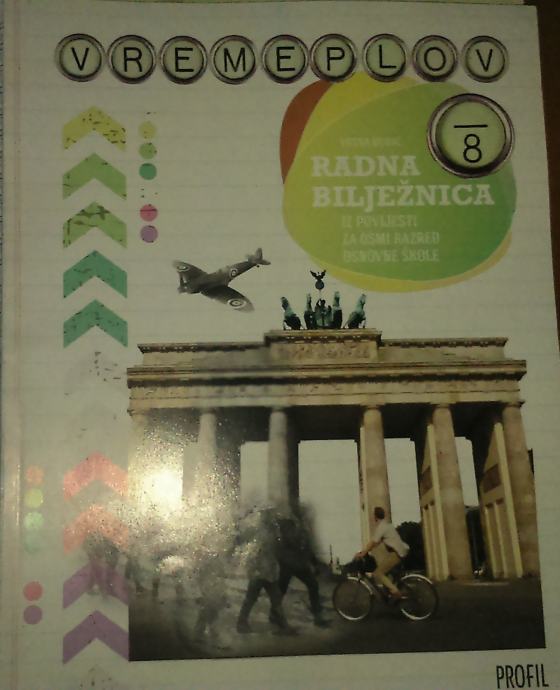 VREMEPLOV
8
RADNA
BILJEŽNICA
IZ POVIJESTI
ZA OSMI RAZRED
OSNOVNE ŠKOLE
PROFIL